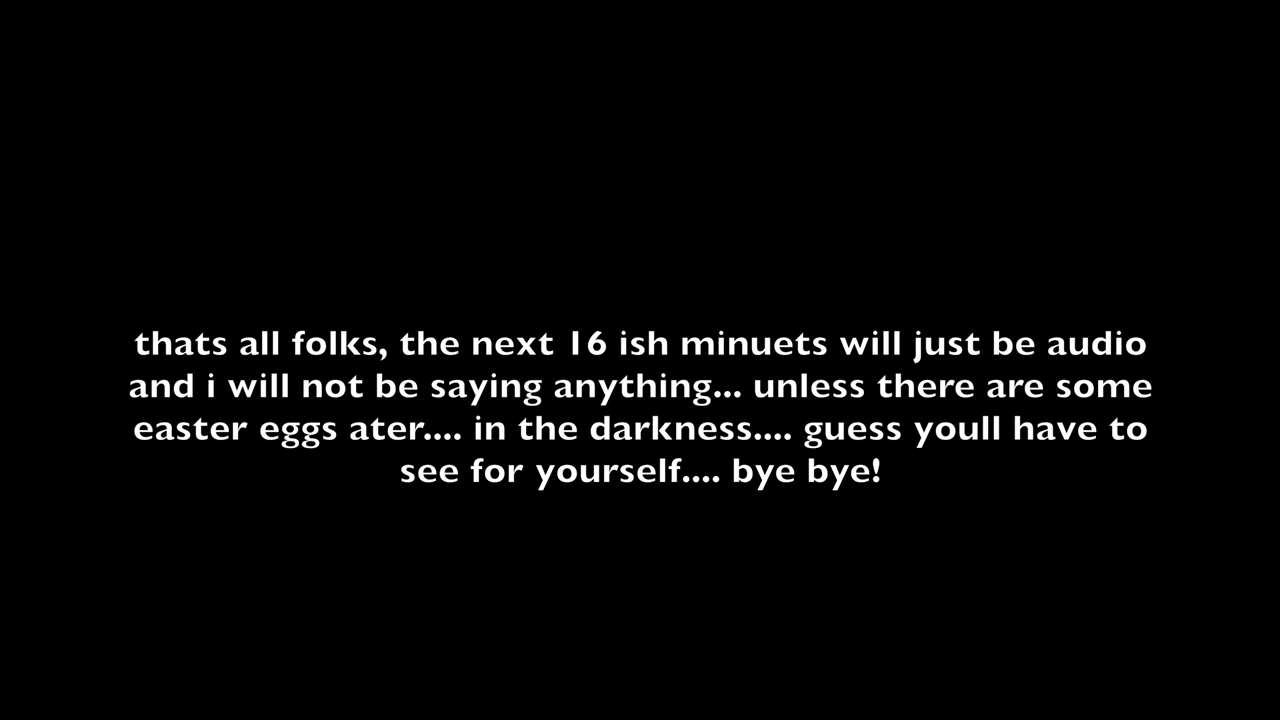 thats all folks, the next 16 ish minuets will just be audio
and i will not be saying anything... unless there are some
easter eggs ater.... in the darkness.... guess youll have to
see for yourself.... bye bye!